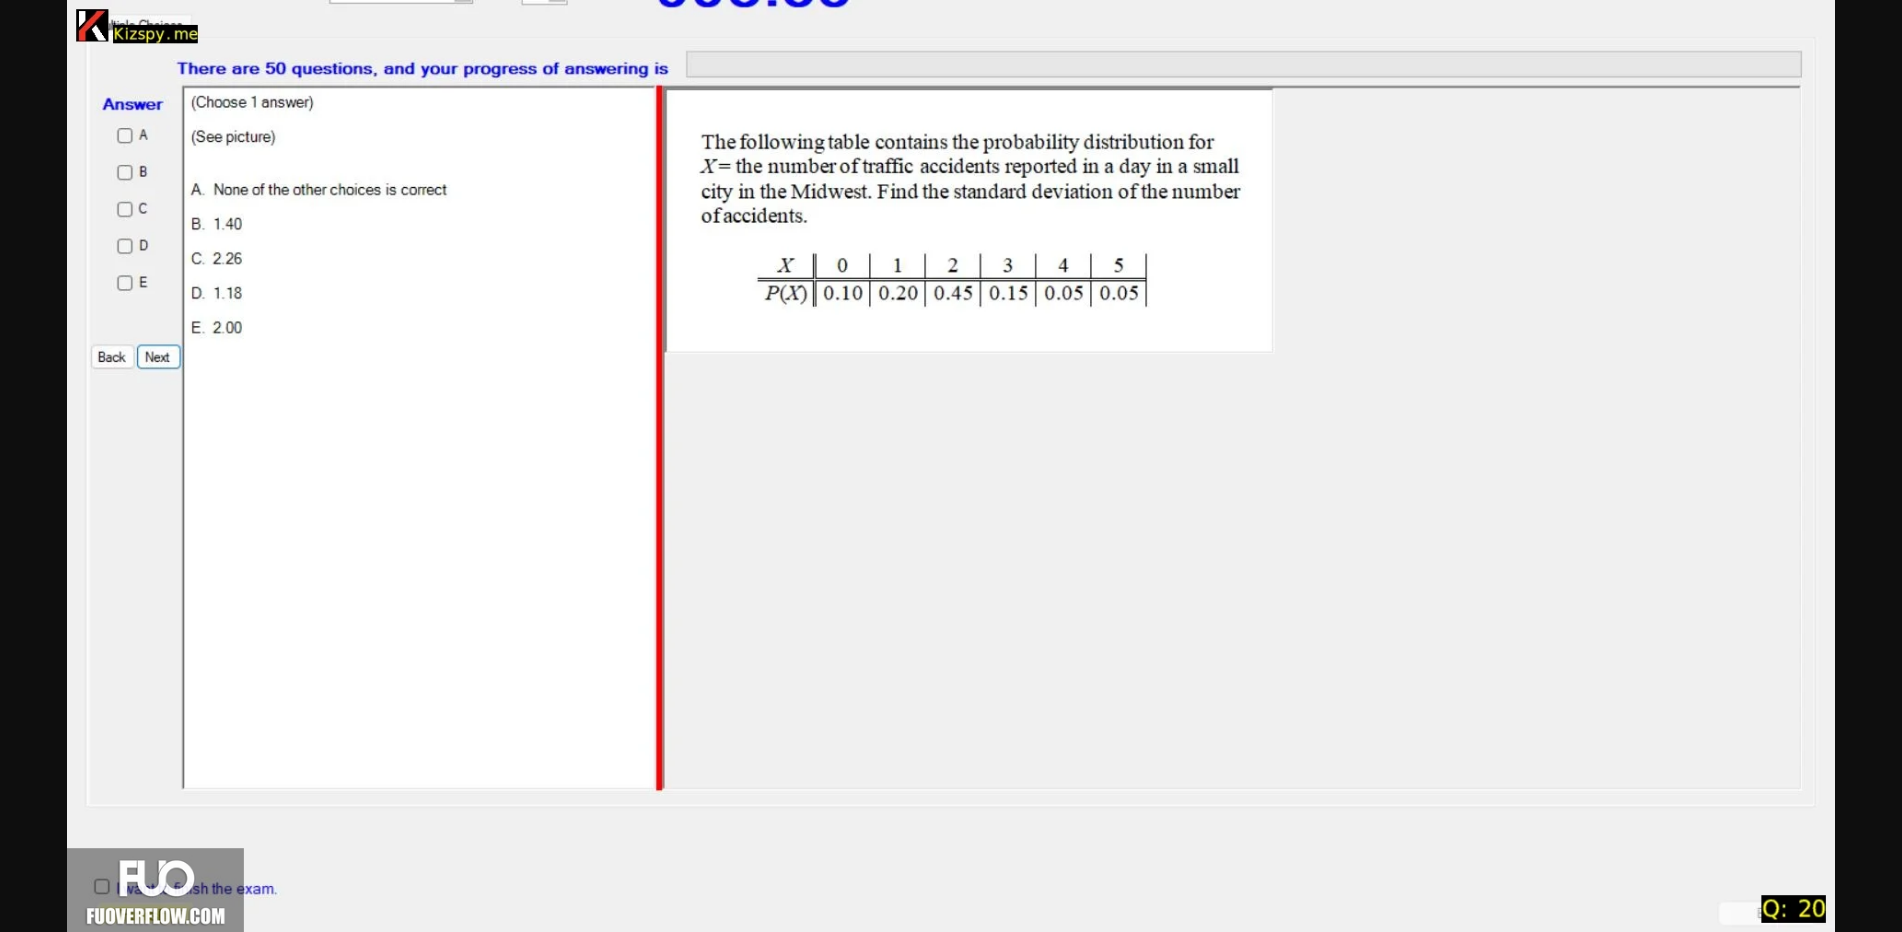 Kizspy.me
There are 50 questions, and your progress of answering is
Answer
A
B
C
D
E
Back Next
(Choose 1 answer)
(See picture)
A. None of the other choices is correct
B. 1.40
C. 2.26
D. 1.18
E. 2.00
The following table contains the probability distribution for
X= the number of traffic accidents reported in a day in a small
city in the Midwest. Find the standard deviation of the number
of accidents.
X 0 1 2 3 4 5
P(X) 0.10 0.20 0.45 0.15 0.05 0.05
FUO
the exam.
FUOVERFLOW.COM
Q: 20